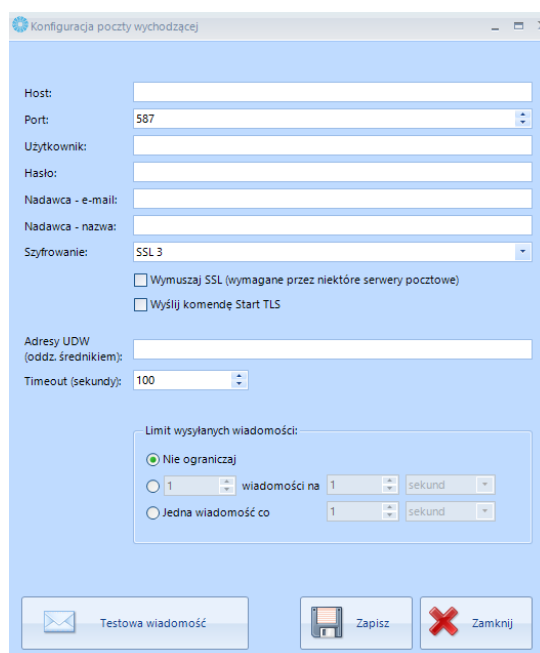 Konfiguracja poczty wychodzącej
Host:
Port: 587
Użytkownik:
Hasło:
Nadawca - e-mail:
Nadawca - nazwa:
Szyfrowanie: SSL 3
Wymuszaj SSL (wymagane przez niektóre serwery pocztowe)
Wyślij komendę Start TLS
Adresy UDW
(oddz. średnikiem):
Timeout (sekundy): 100
Limit wysyłanych wiadomości:
Nie ograniczaj
1 wiadomości na 1 sekund
Jedna wiadomość co 1 sekund
Testowa wiadomość Zapisz Zamknij